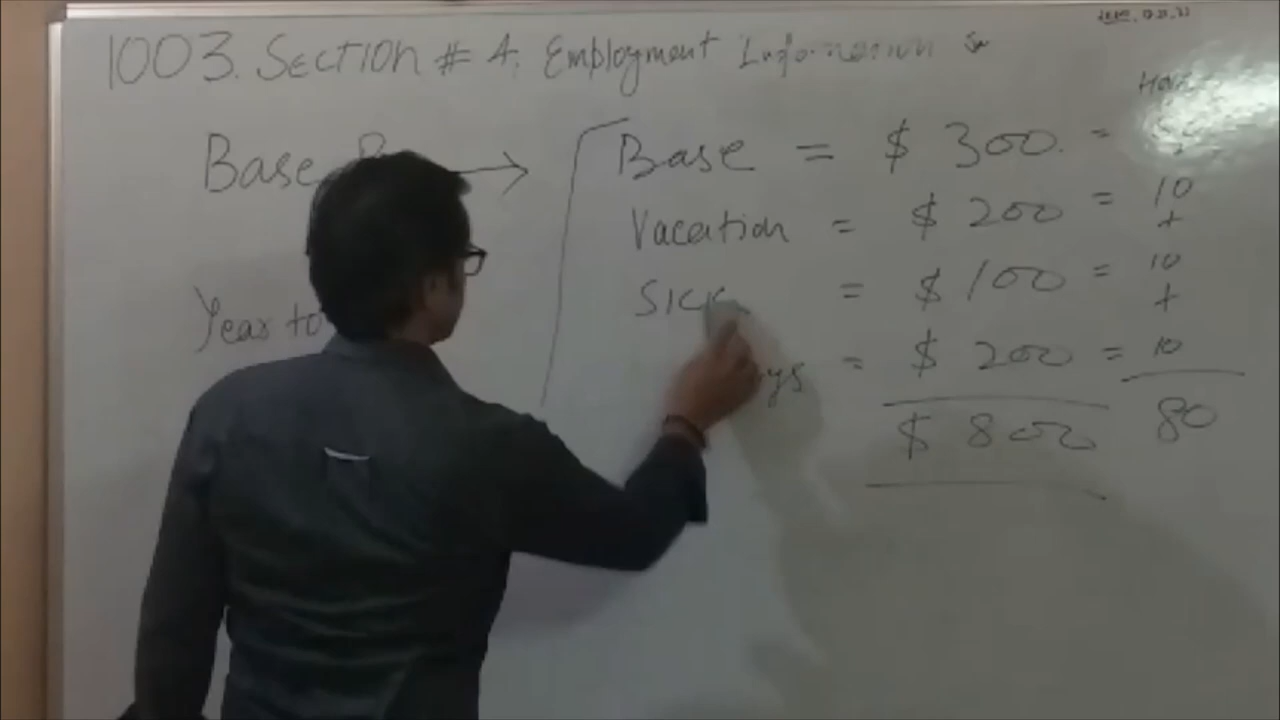 1003. Section # 4. Employment Information
Base → Base = $ 300. =
Vacation = $ 200 = 10
+
Sick = $ 100 = 10
+
Year to
ys = $ 200 = 10
$ 800 80